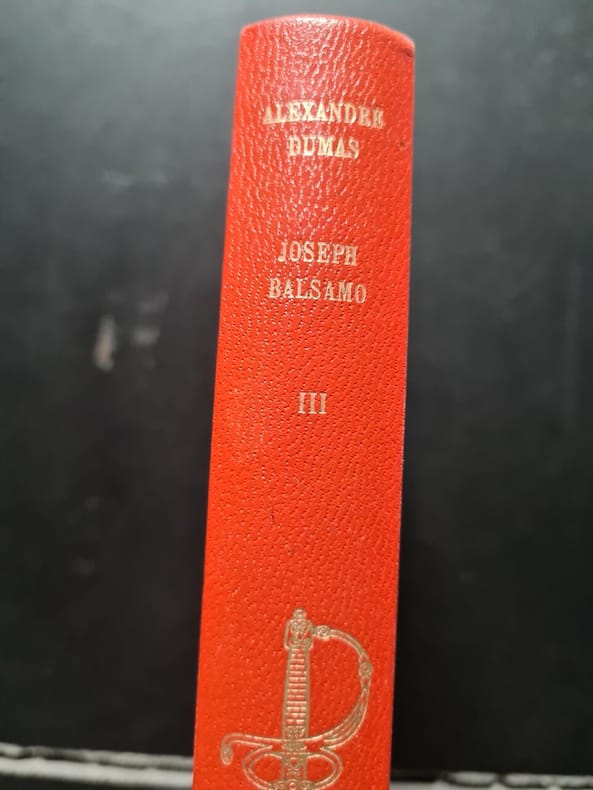 ALEXANDRE
DUMAS
JOSEPH
BALSAMO
III